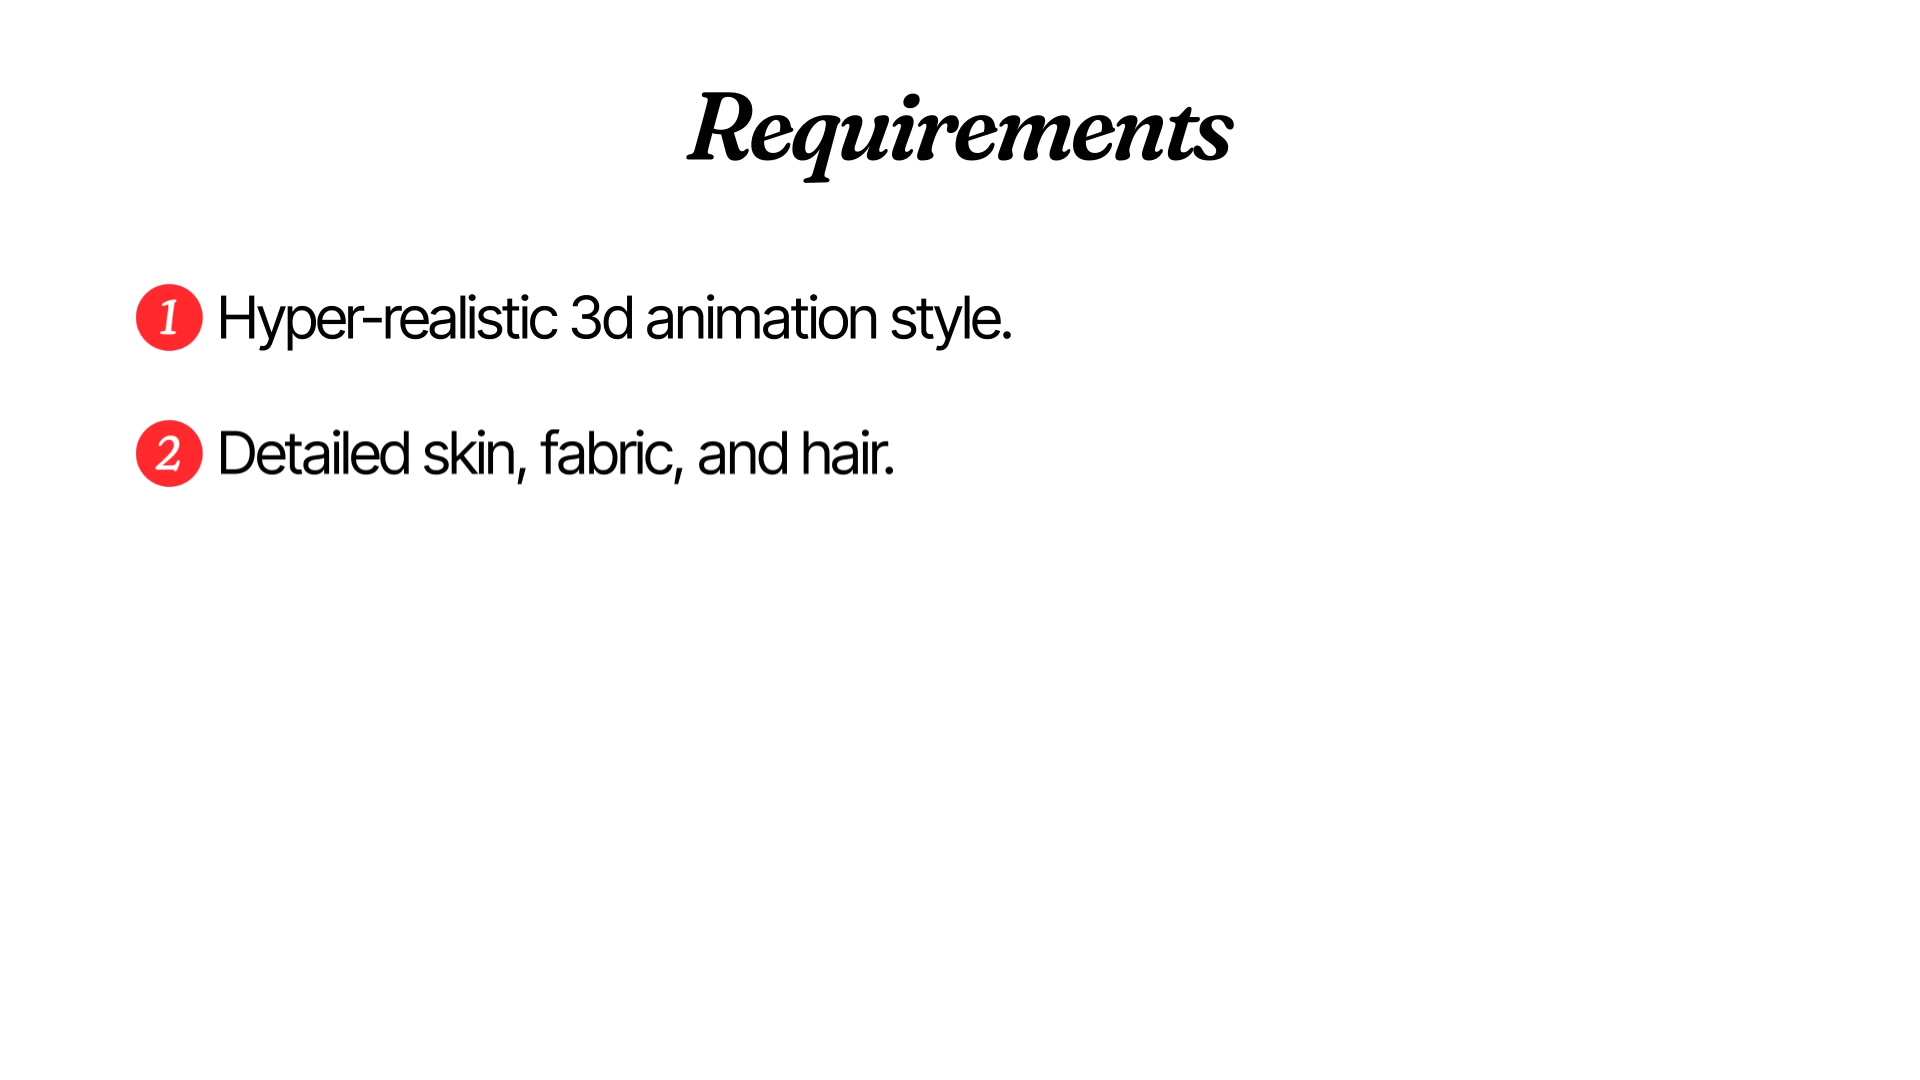 Requirements
1 Hyper-realistic 3d animation style.
2 Detailed skin, fabric, and hair.